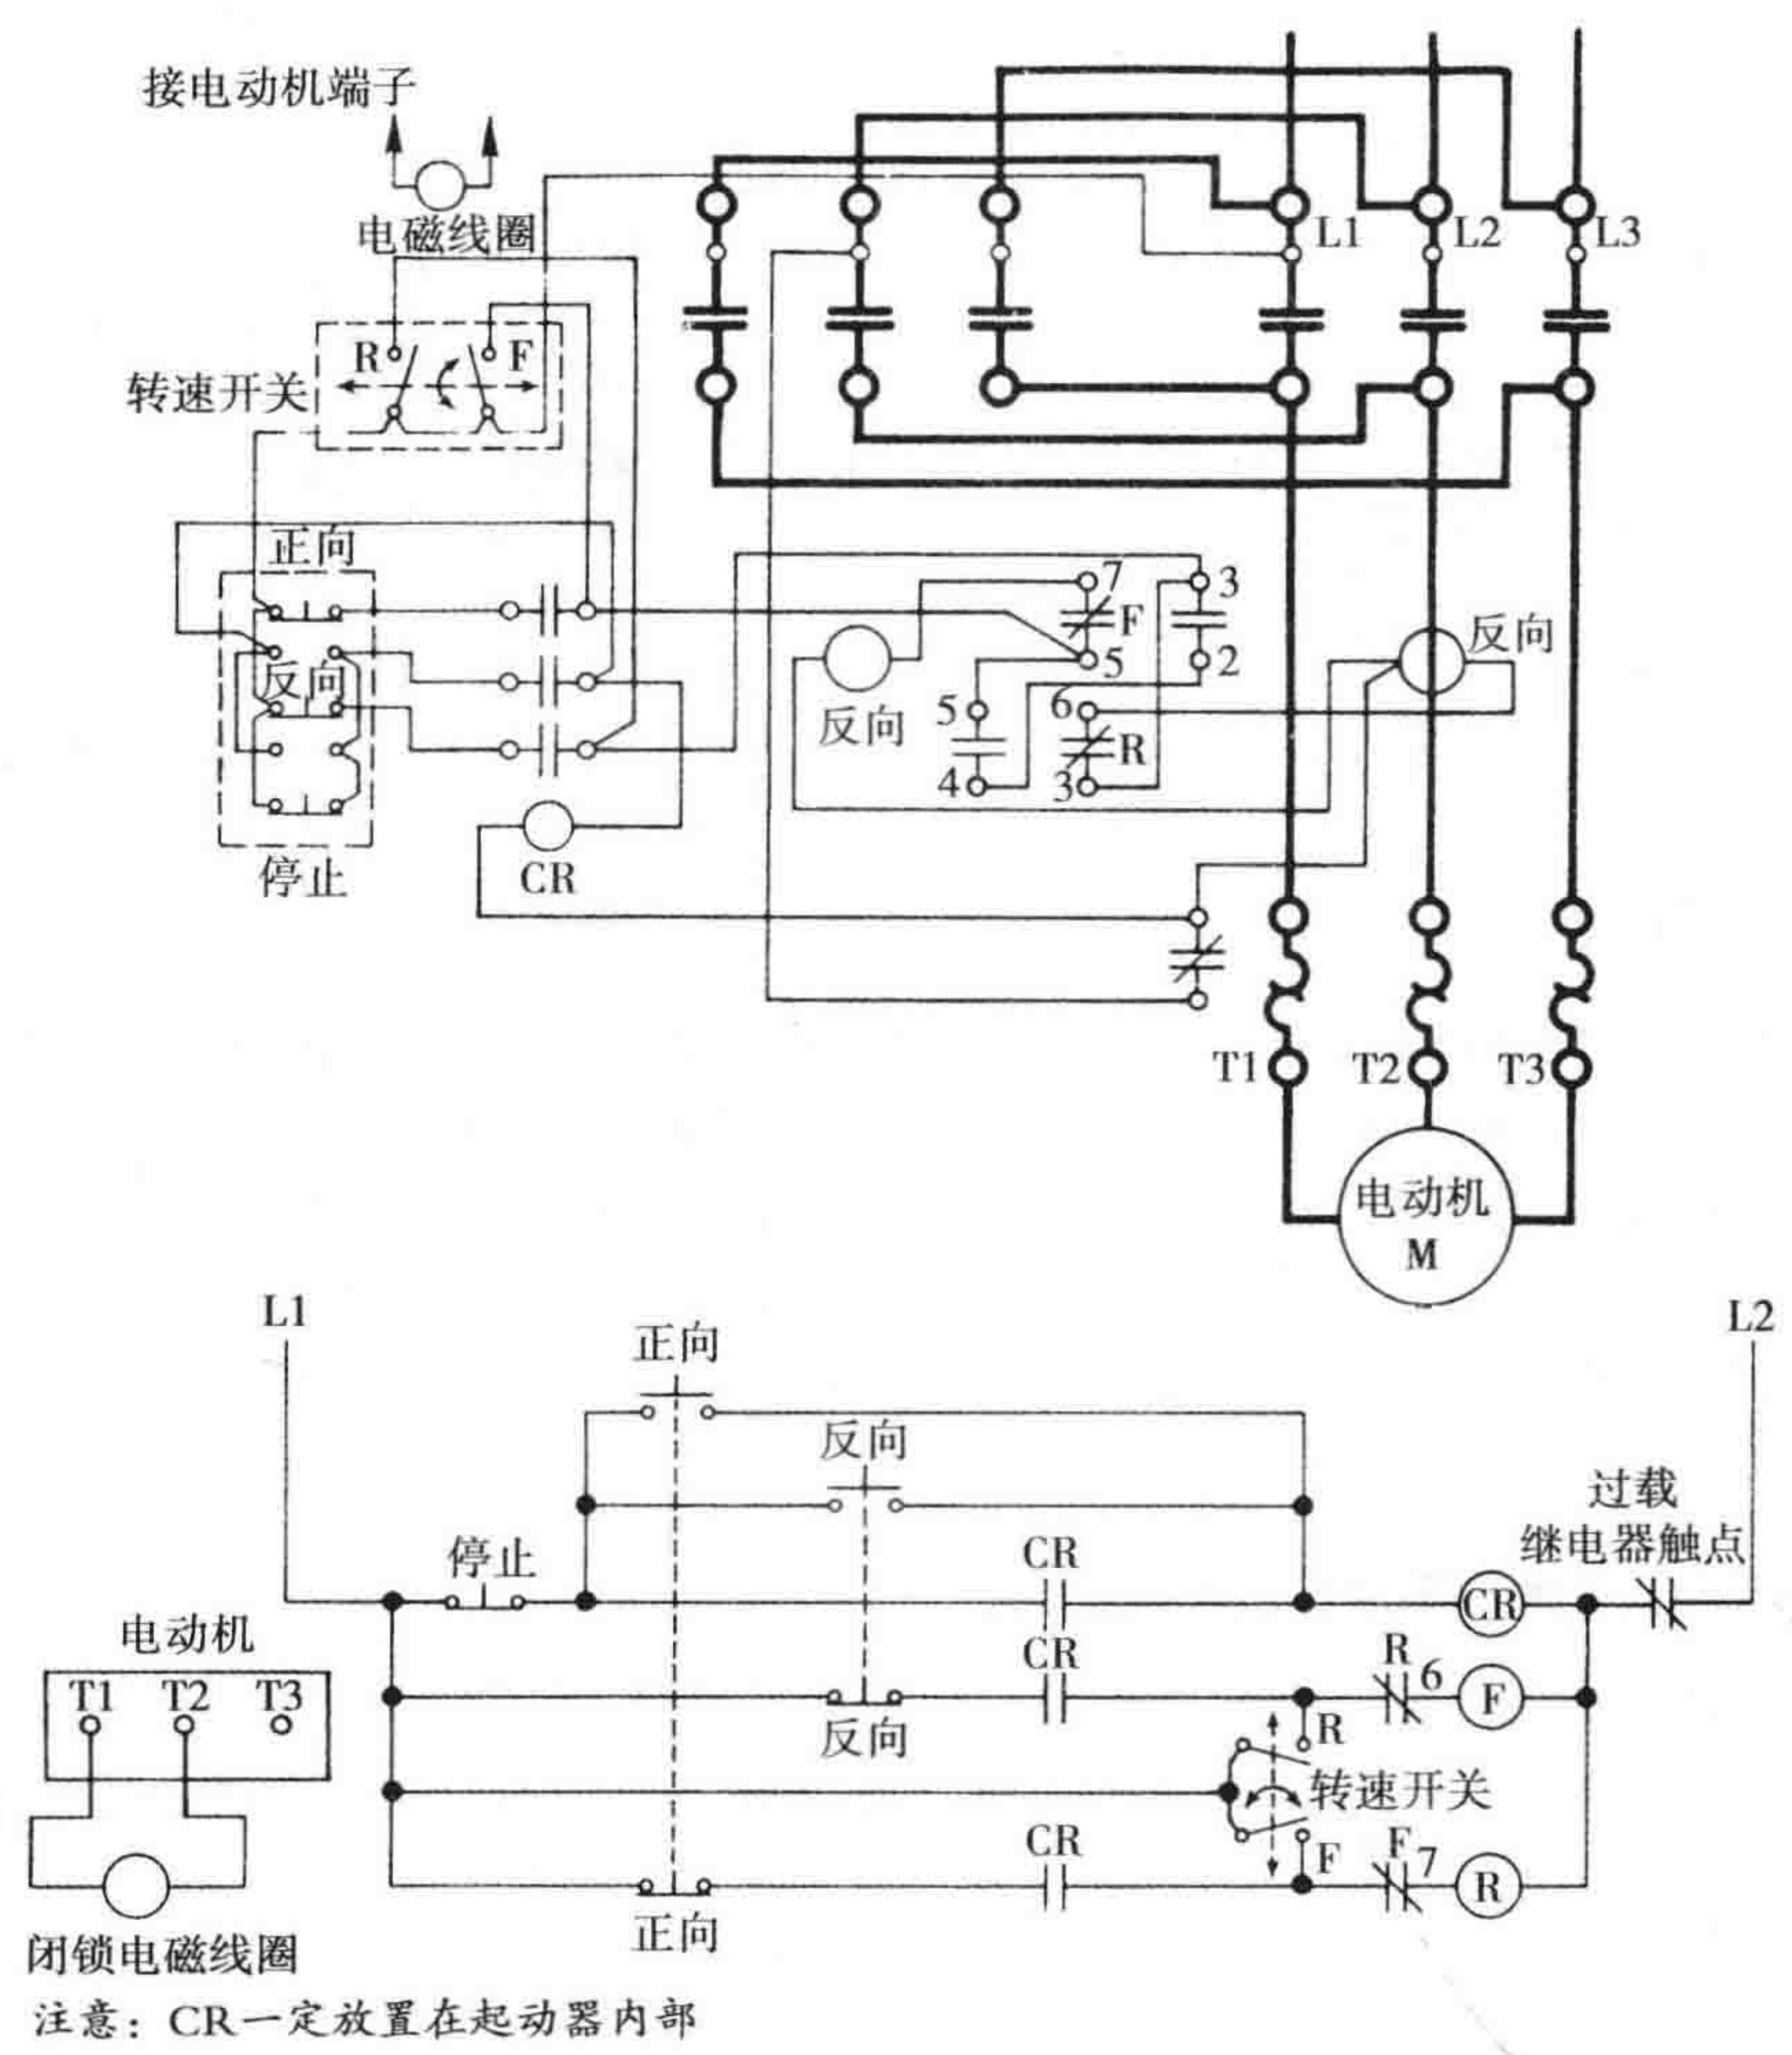 接电动机端子
电磁线圈
L1
L2
L3
R
F
转速开关
正向
反向
停止
CR
7
3
F
5
2
反向
5
6
R
4
3
反向
T1
T2
T3
电动机
M
L1
L2
正向
反向
过载
继电器触点
停止
CR
CR
CR
R
6
F
反向
R
转速开关
CR
F
F
7
R
正向
电动机
T1
T2
T3
闭锁电磁线圈
注意：CR一定放置在起动器内部